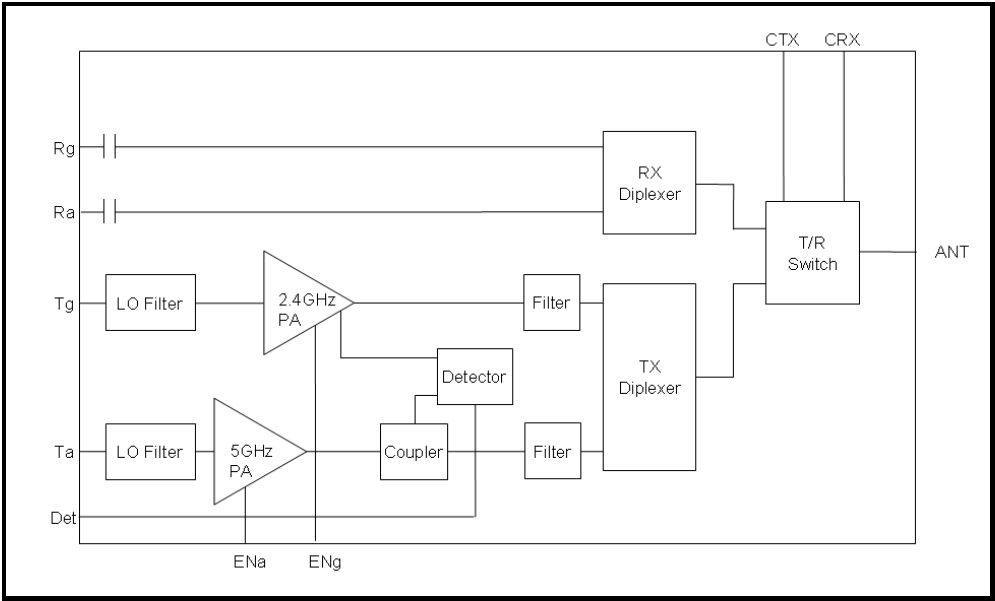 CTX CRX
Rg
RX
Diplexer
Ra
T/R
Switch
ANT
Tg
LO Filter
2.4GHz
PA
Filter
TX
Diplexer
Detector
Ta
LO Filter
5GHz
PA
Coupler
Filter
Det
ENa ENg